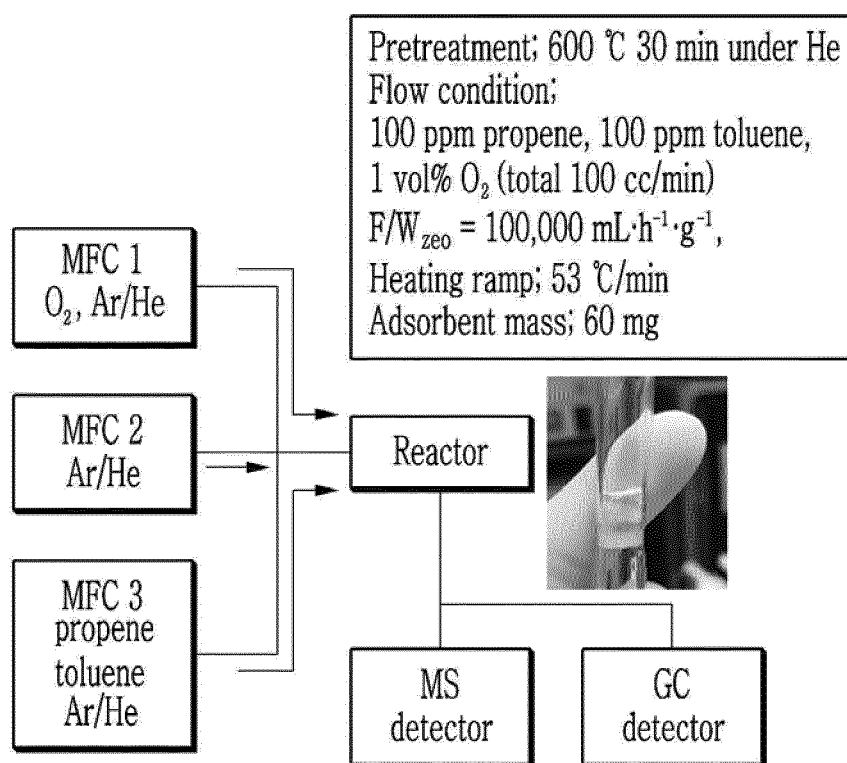 Pretreatment; 600 ℃ 30 min under He
Flow condition;
100 ppm propene, 100 ppm toluene,
1 vol% O₂ (total 100 cc/min)
F/W_zeo = 100,000 mL·h⁻¹·g⁻¹,
Heating ramp; 53 ℃/min
Adsorbent mass; 60 mg
MFC 1
O₂, Ar/He
MFC 2
Ar/He
Reactor
MFC 3
propene
toluene
Ar/He
MS
detector
GC
detector